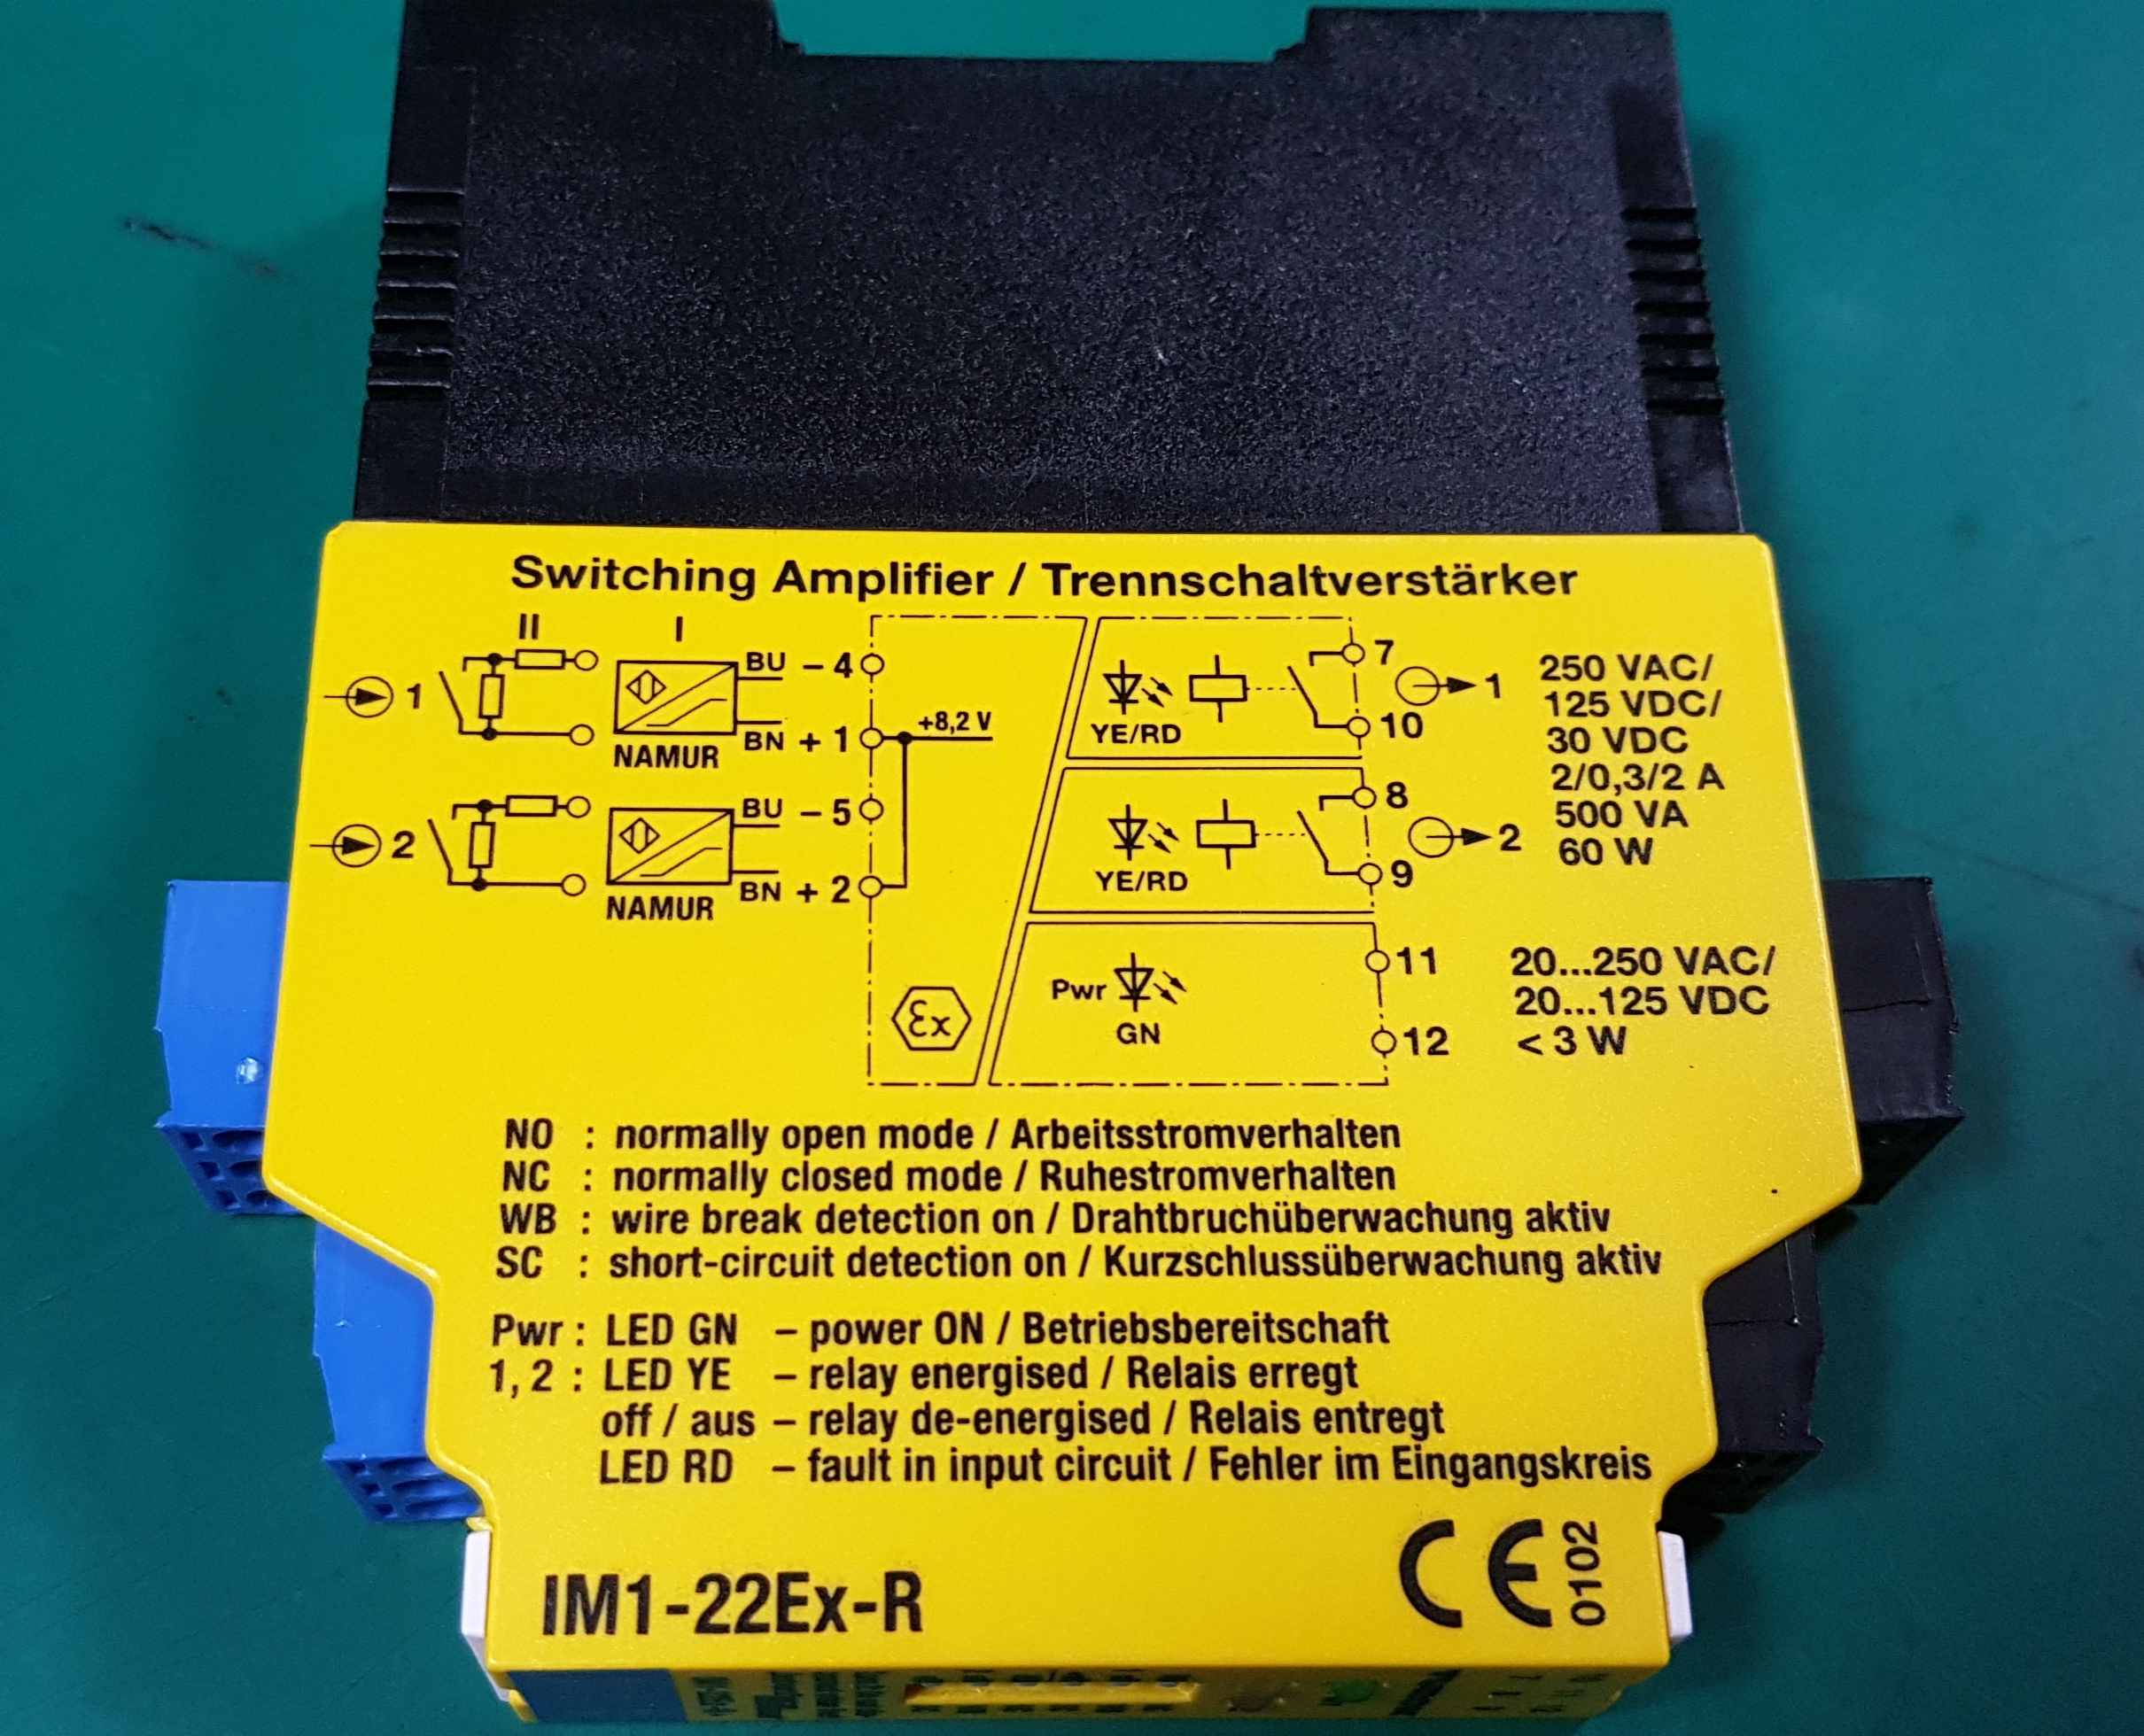 Switching Amplifier / Trennschaltverstärker
II I
1 BU – 4 7 1
NAMUR BN + 1 +8,2 V YE/RD 10
2 BU – 5 8 2
NAMUR BN + 2 YE/RD 9
250 VAC/
125 VDC/
30 VDC
2/0,3/2 A
500 VA
60 W
Ex Pwr GN 11
12
20...250 VAC/
20...125 VDC
< 3 W
NO : normally open mode / Arbeitsstromverhalten
NC : normally closed mode / Ruhestromverhalten
WB : wire break detection on / Drahtbruchüberwachung aktiv
SC : short-circuit detection on / Kurzschlussüberwachung aktiv
Pwr : LED GN – power ON / Betriebsbereitschaft
1, 2 : LED YE – relay energised / Relais erregt
off / aus – relay de-energised / Relais entregt
LED RD – fault in input circuit / Fehler im Eingangskreis
IM1-22Ex-R
CE 0102